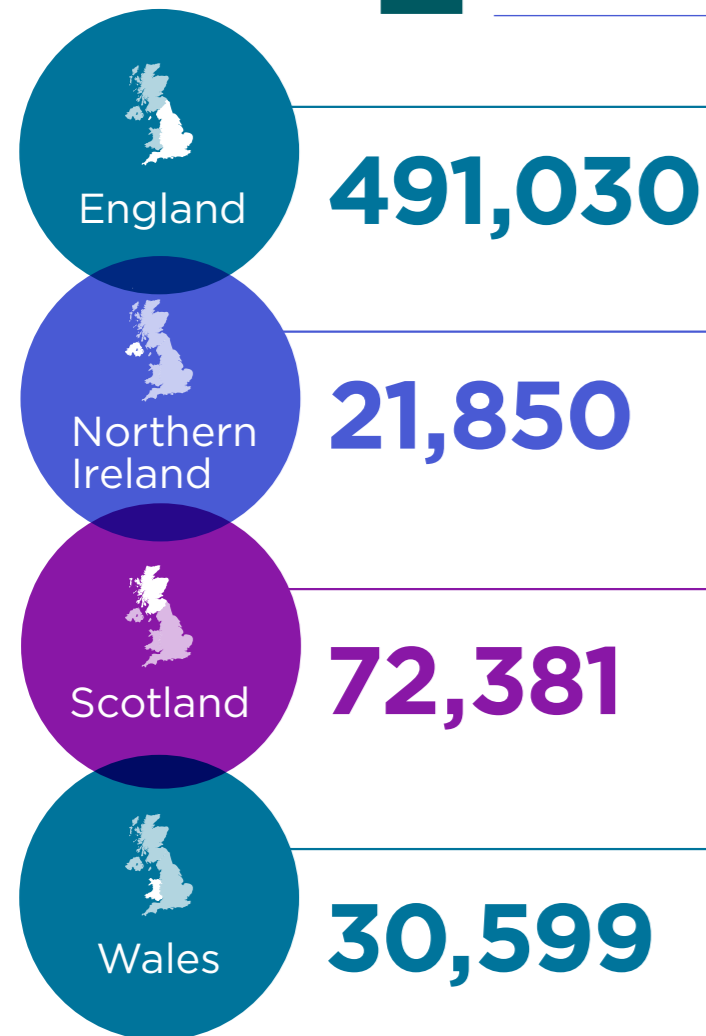 England
491,030
Northern
Ireland
21,850
Scotland
72,381
Wales
30,599